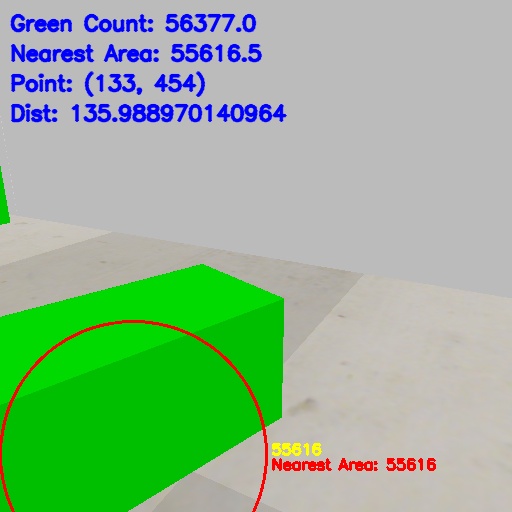 Green Count: 56377.0
Nearest Area: 55616.5
Point: (133, 454)
Dist: 135.988970140964
55616
Nearest Area: 55616